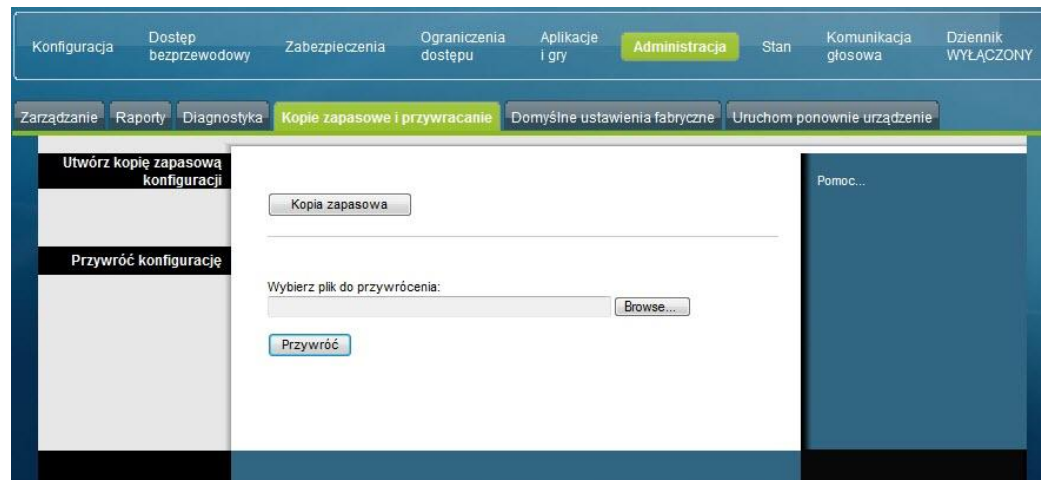 Konfiguracja
Dostęp
bezprzewodowy
Zabezpieczenia
Ograniczenia
dostępu
Aplikacje
i gry
Administracja
Stan
Komunikacja
głosowa
Dziennik
WYŁĄCZONY
Zarządzanie
Raporty
Diagnostyka
Kopie zapasowe i przywracanie
Domyślne ustawienia fabryczne
Uruchom ponownie urządzenie
Utwórz kopię zapasową
konfiguracji
Kopia zapasowa
Pomoc...
Przywróć konfigurację
Wybierz plik do przywrócenia:
Browse...
Przywróć